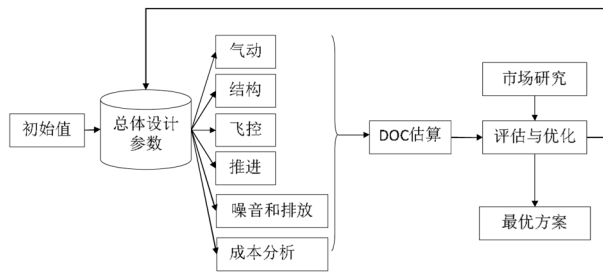 初始值
总体设计
参数
气动
结构
飞控
推进
噪音和排放
成本分析
DOC估算
市场研究
评估与优化
最优方案